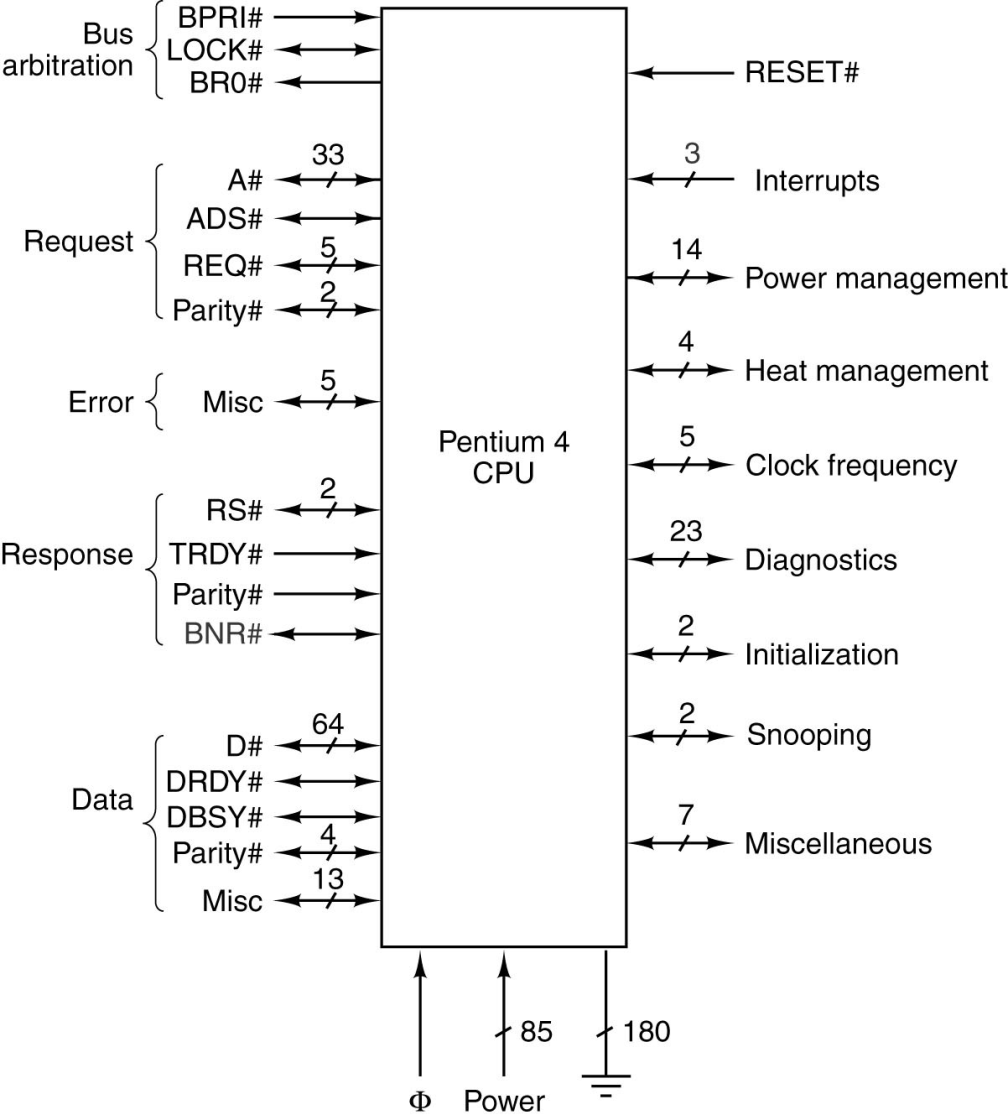 Bus
arbitration
BPRI#
LOCK#
BR0#
Request
33
A#
ADS#
5
REQ#
2
Parity#
Error
5
Misc
Response
2
RS#
TRDY#
Parity#
BNR#
Data
64
D#
DRDY#
DBSY#
4
Parity#
13
Misc
Pentium 4
CPU
RESET#
3
Interrupts
14
Power management
4
Heat management
5
Clock frequency
23
Diagnostics
2
Initialization
2
Snooping
7
Miscellaneous
85
180
Φ
Power